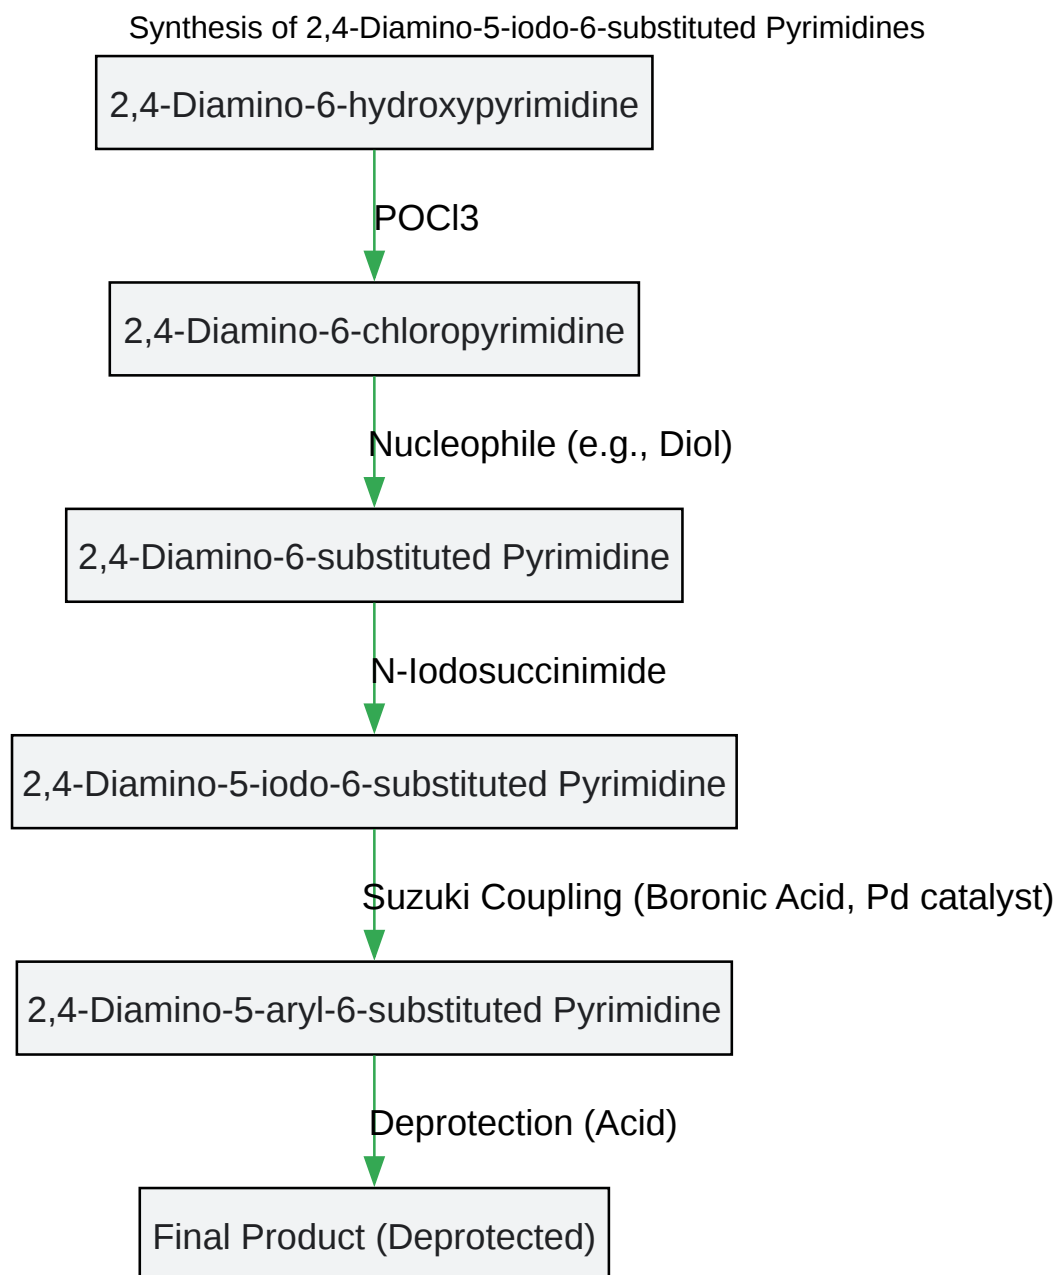 Synthesis of 2,4-Diamino-5-iodo-6-substituted Pyrimidines
2,4-Diamino-6-hydroxypyrimidine
POCl3
2,4-Diamino-6-chloropyrimidine
Nucleophile (e.g., Diol)
2,4-Diamino-6-substituted Pyrimidine
N-Iodosuccinimide
2,4-Diamino-5-iodo-6-substituted Pyrimidine
Suzuki Coupling (Boronic Acid, Pd catalyst)
2,4-Diamino-5-aryl-6-substituted Pyrimidine
Deprotection (Acid)
Final Product (Deprotected)